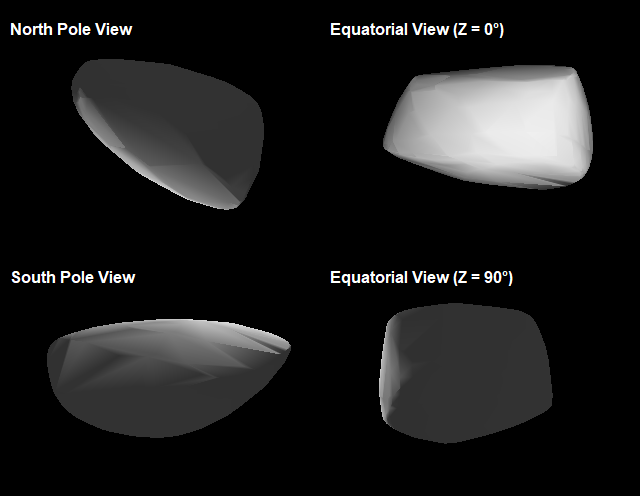 North Pole View
Equatorial View (Z = 0°)
South Pole View
Equatorial View (Z = 90°)